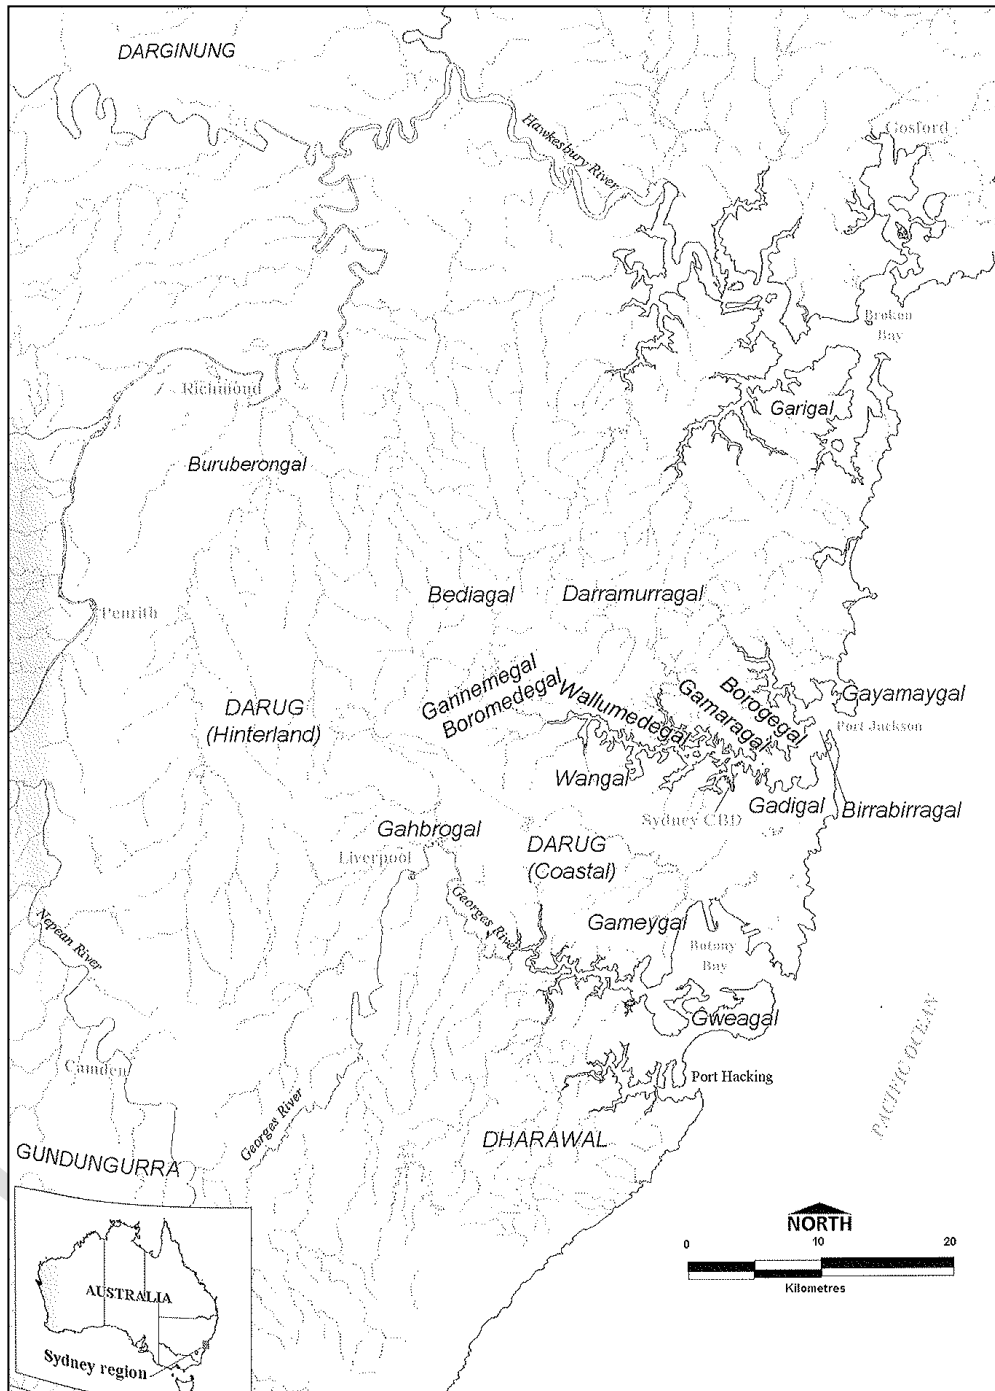 DARGINUNG
Hawkesbury River
Gosford
Broken
Bay
Richmond
Garigal
Buruberongal
Bediagal
Darramurragal
Penrith
Gannemegal
Boromedegal
Wallumedegal
Gamaragal
Borogegal
Gayamaygal
Port Jackson
DARUG
(Hinterland)
Wangal
Sydney CBD
Gadigal
Birrabirragal
Gahbrogal
Liverpool
DARUG
(Coastal)
Georges River
Gameygal
Botany
Bay
Nepean River
Gweagal
PACIFIC OCEAN
Camden
Port Hacking
Georges River
DHARAWAL
GUNDUNGURRA
NORTH
0
10
20
Kilometres
AUSTRALIA
Sydney region